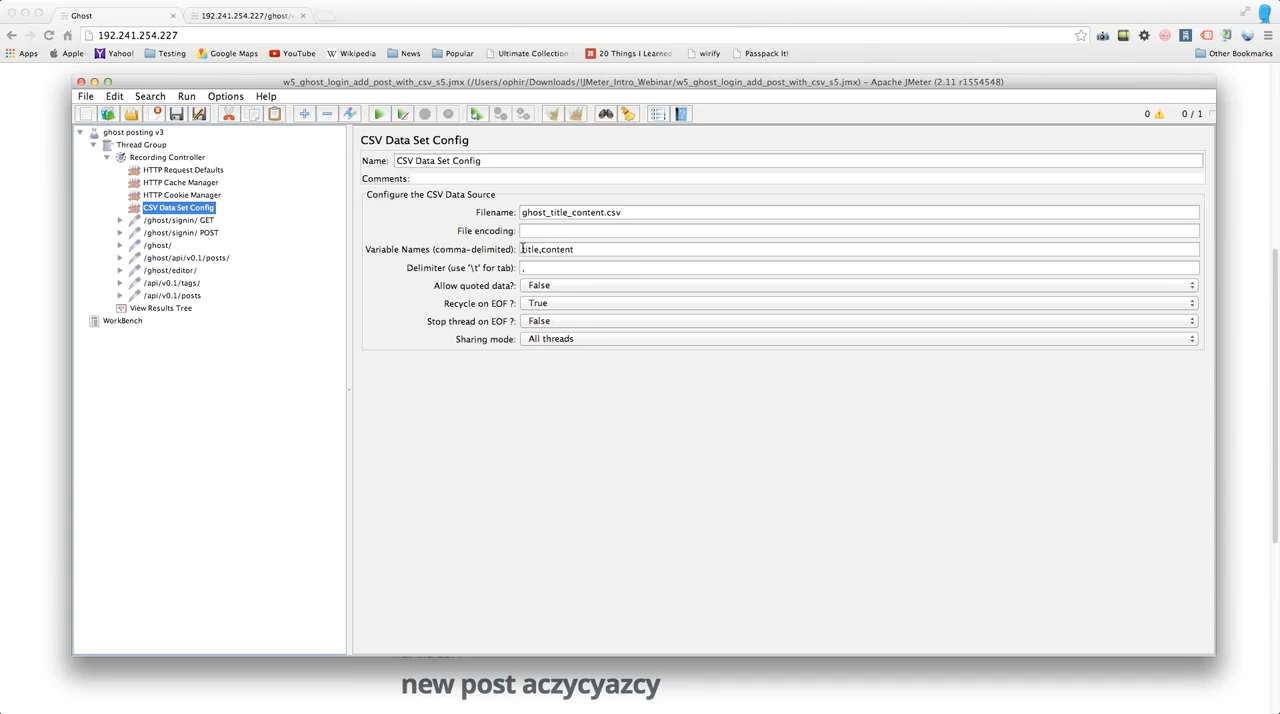 Ghost
192.241.254.227/ghost/e
192.241.254.227
Apps
Apple
Yahoo!
Testing
Google Maps
YouTube
Wikipedia
News
Popular
Ultimate Collection
20 Things I Learned
wirify
Passpack It!
Other Bookmarks
w5_ghost_login_add_post_with_csv_s5.jmx (/Users/ophir/Downloads/!JMeter_Intro_Webinar/w5_ghost_login_add_post_with_csv_s5.jmx) - Apache JMeter (2.11 r1554548)
File Edit Search Run Options Help
0
0 / 1
ghost posting v3
Thread Group
Recording Controller
HTTP Request Defaults
HTTP Cache Manager
HTTP Cookie Manager
CSV Data Set Config
/ghost/signin/ GET
/ghost/signin/ POST
/ghost/
/ghost/api/v0.1/posts/
/ghost/editor/
/api/v0.1/tags/
/api/v0.1/posts
View Results Tree
WorkBench
CSV Data Set Config
Name: CSV Data Set Config
Comments:
Configure the CSV Data Source
Filename: ghost_title_content.csv
File encoding:
Variable Names (comma-delimited): title,content
Delimiter (use '\t' for tab): ,
Allow quoted data?: False
Recycle on EOF ?: True
Stop thread on EOF ?: False
Sharing mode: All threads
new post aczycyazcy